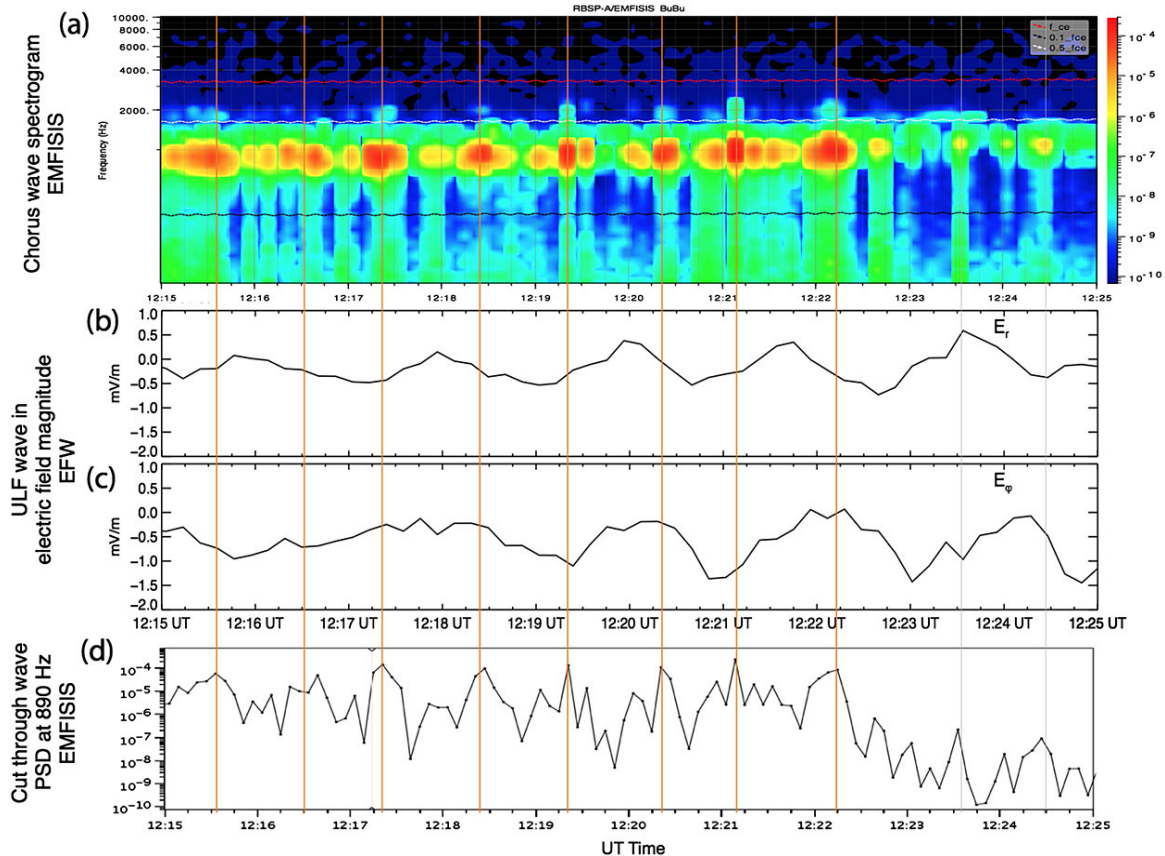 RBSP-A/EMFISIS BuBu
(a)
Chorus wave spectrogram
EMFISIS
Frequency (Hz)
10000.
8000.
6000.
4000.
2000.
f_ce
0.1_fce
0.5_fce
10⁻⁴
10⁻⁵
10⁻⁶
10⁻⁷
10⁻⁸
10⁻⁹
10⁻¹⁰
12:15 12:16 12:17 12:18 12:19 12:20 12:21 12:22 12:23 12:24 12:25
ULF wave in
electric field magnitude
EFW
(b)
mV/m
1.0
0.5
0.0
−0.5
−1.0
−1.5
−2.0
E_r
(c)
mV/m
1.0
0.5
0.0
−0.5
−1.0
−1.5
−2.0
E_φ
12:15 UT 12:16 UT 12:17 UT 12:18 UT 12:19 UT 12:20 UT 12:21 UT 12:22 UT 12:23 UT 12:24 UT 12:25 UT
(d)
Cut through wave
PSD at 890 Hz
EMFISIS
10⁻⁴
10⁻⁵
10⁻⁶
10⁻⁷
10⁻⁸
10⁻⁹
10⁻¹⁰
12:15 12:16 12:17 12:18 12:19 12:20 12:21 12:22 12:23 12:24 12:25
UT Time